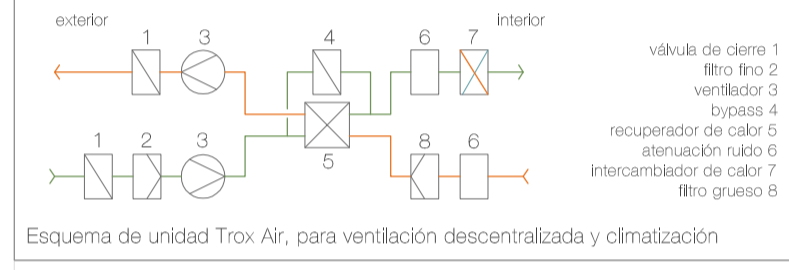 exterior
interior
1 3 4 6 7
1 2 3 5 8 6
válvula de cierre 1
filtro fino 2
ventilador 3
bypass 4
recuperador de calor 5
atenuación ruido 6
intercambiador de calor 7
filtro grueso 8
Esquema de unidad Trox Air, para ventilación descentralizada y climatización